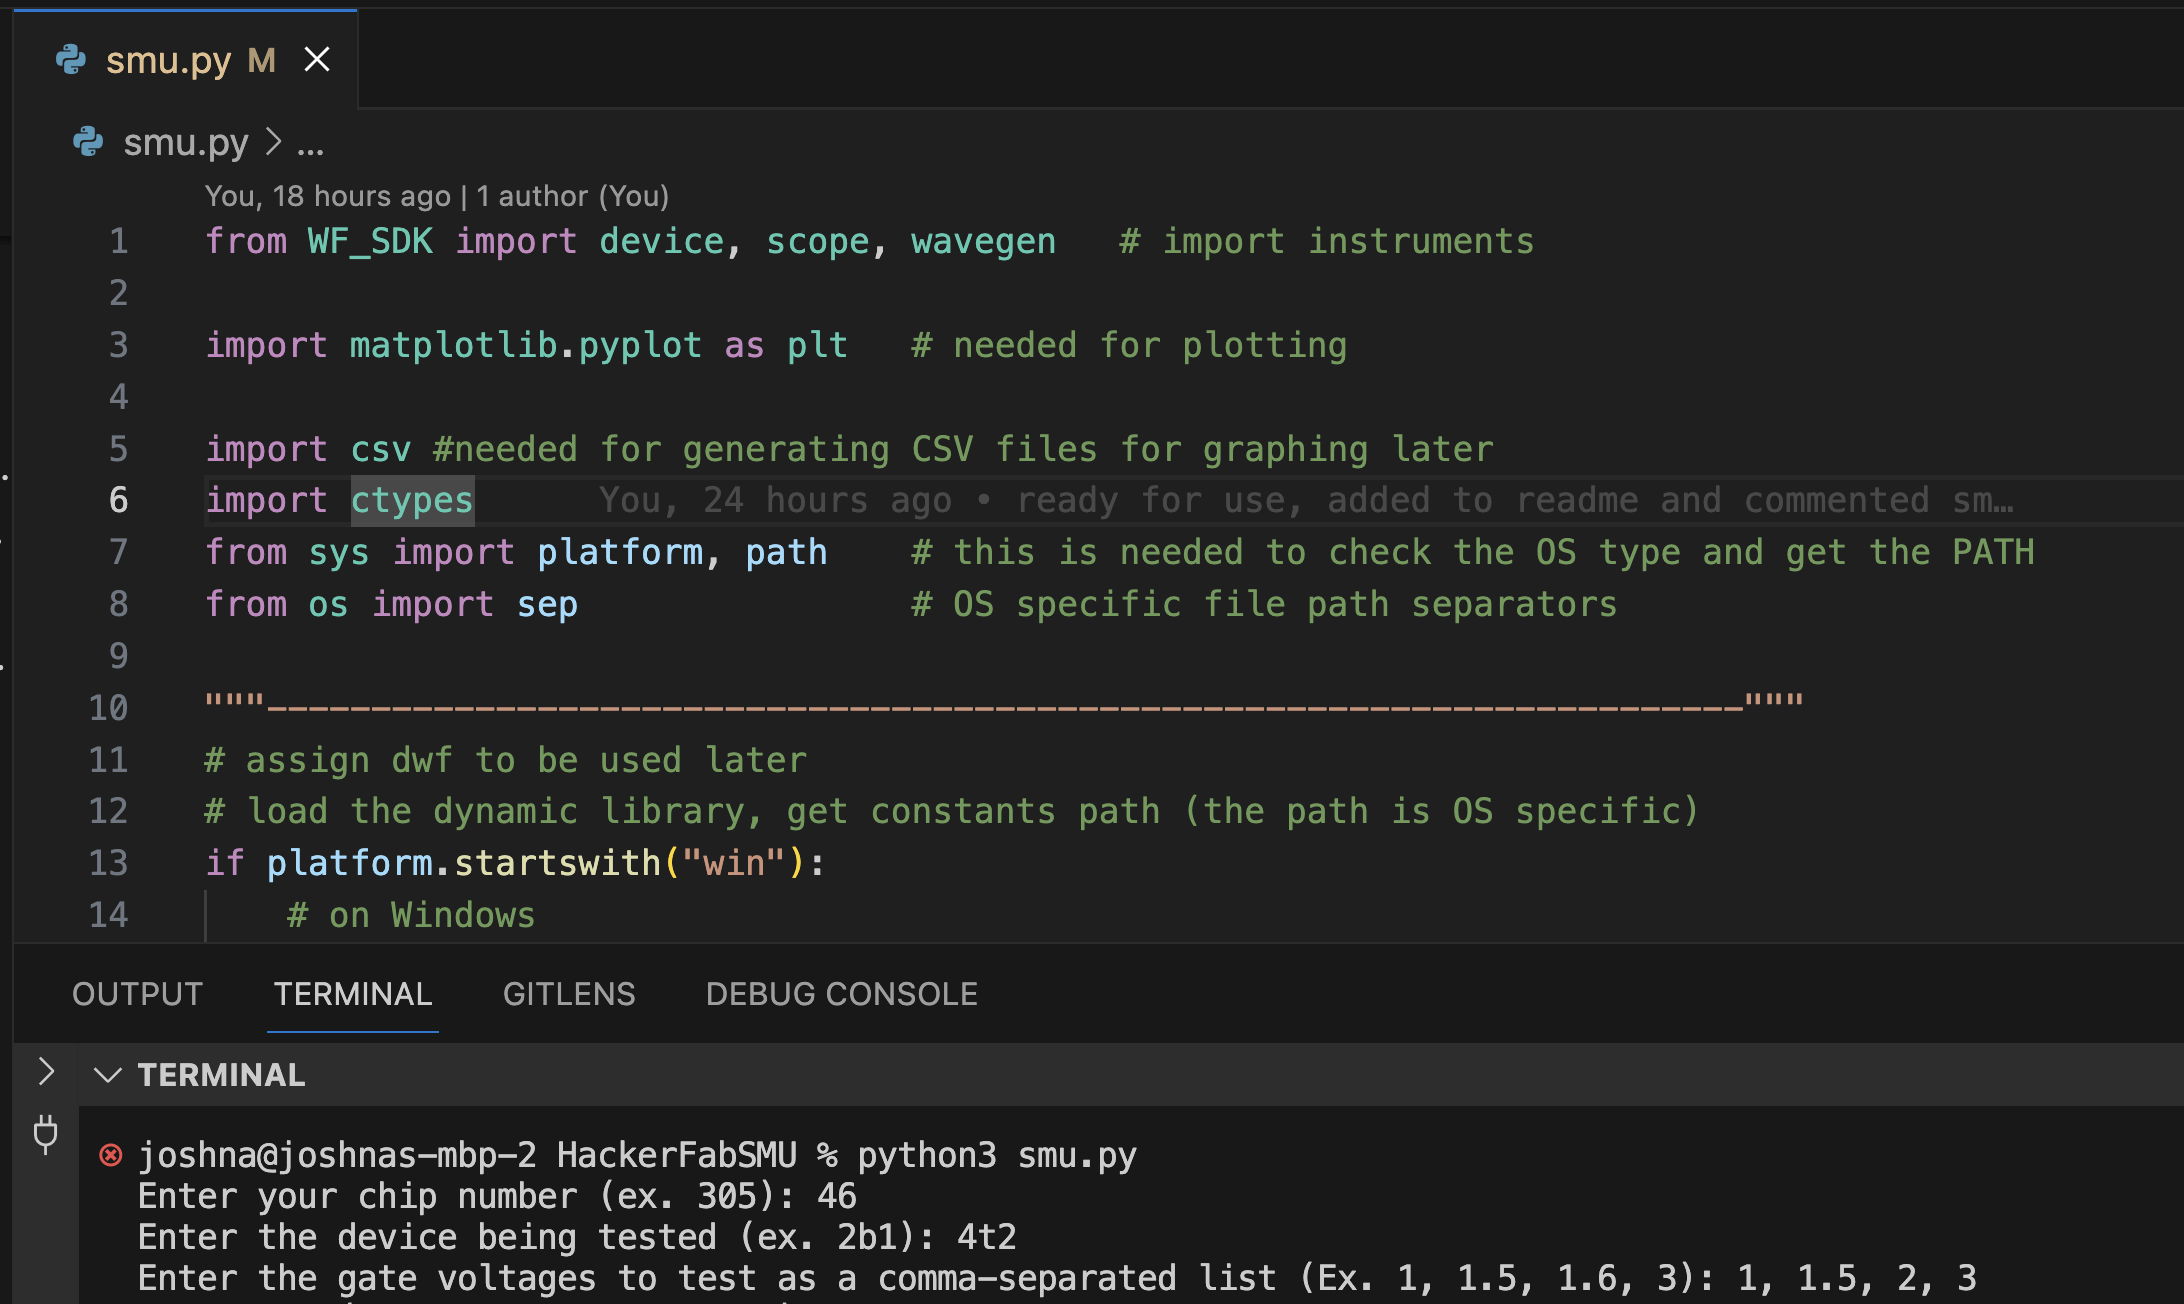 smu.py M
smu.py > ...
You, 18 hours ago | 1 author (You)
1 from WF_SDK import device, scope, wavegen   # import instruments
2
3 import matplotlib.pyplot as plt   # needed for plotting
4
5 import csv #needed for generating CSV files for graphing later
6 import ctypes      You, 24 hours ago • ready for use, added to readme and commented sm…
7 from sys import platform, path    # this is needed to check the OS type and get the PATH
8 from os import sep                # OS specific file path separators
9
10 """-----------------------------------------------------------------------"""
11 # assign dwf to be used later
12 # load the dynamic library, get constants path (the path is OS specific)
13 if platform.startswith("win"):
14     # on Windows
OUTPUT TERMINAL GITLENS DEBUG CONSOLE
TERMINAL
joshna@joshnas-mbp-2 HackerFabSMU % python3 smu.py
Enter your chip number (ex. 305): 46
Enter the device being tested (ex. 2b1): 4t2
Enter the gate voltages to test as a comma-separated list (Ex. 1, 1.5, 1.6, 3): 1, 1.5, 2, 3